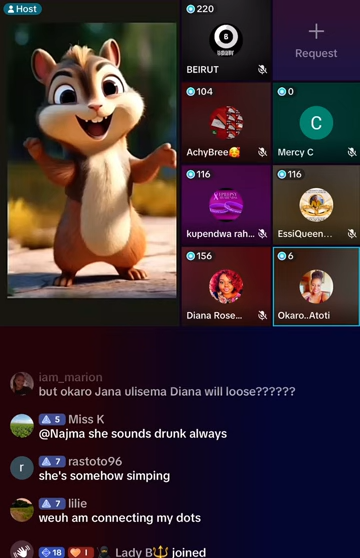 Host
220
8
BEIRUT
Request
104
AchyBree🥰
0
C
Mercy C
116
kupendwa rah...
116
EssiQueen...
156
Diana Rose...
6
Okaro..Atoti
iam_marion
but okaro Jana ulisema Diana will loose??????
5 Miss K
@Najma she sounds drunk always
r
7 rastoto96
she's somehow simping
7 lilie
weuh am connecting my dots
18 1 Lady B🔱 joined